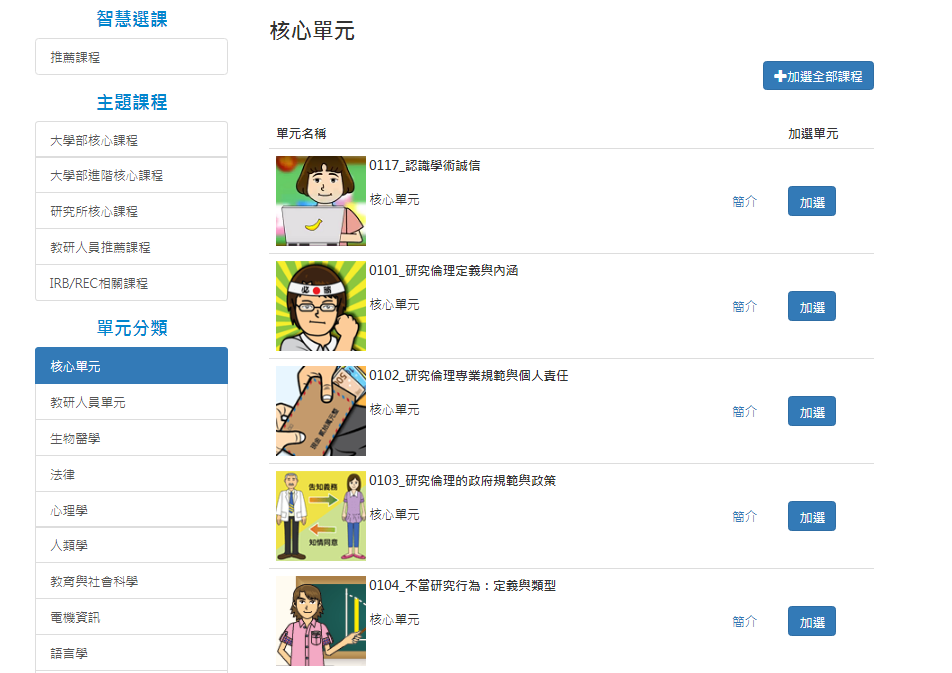 智慧選課
推薦課程
主題課程
大學部核心課程
大學部進階核心課程
研究所核心課程
教研人員推薦課程
IRB/REC相關課程
單元分類
核心單元
教研人員單元
生物醫學
法律
心理學
人類學
教育與社會科學
電機資訊
語言學
核心單元
加選全部課程
單元名稱 加選單元
0117_認識學術誠信
核心單元 簡介 加選
必 勝
0101_研究倫理定義與內涵
核心單元 簡介 加選
0102_研究倫理專業規範與個人責任
核心單元 簡介 加選
0103_研究倫理的政府規範與政策
核心單元 簡介 加選
告知義務
知情同意
0104_不當研究行為：定義與類型
核心單元 簡介 加選